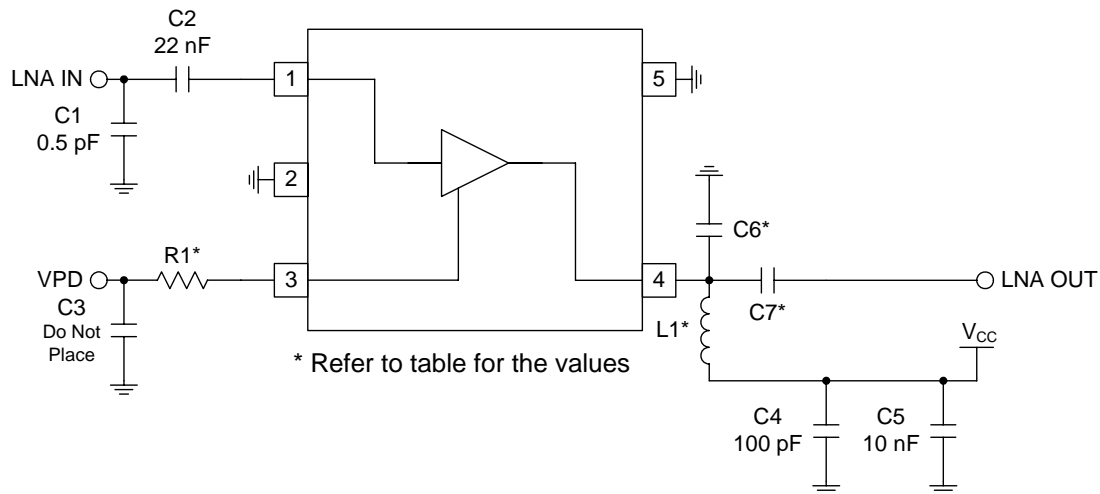 C2
22 nF
LNA IN
1
5
C1
0.5 pF
2
C6*
R1*
VPD
3
4
LNA OUT
C3
Do Not
Place
C7*
L1*
VCC
* Refer to table for the values
C4
100 pF
C5
10 nF